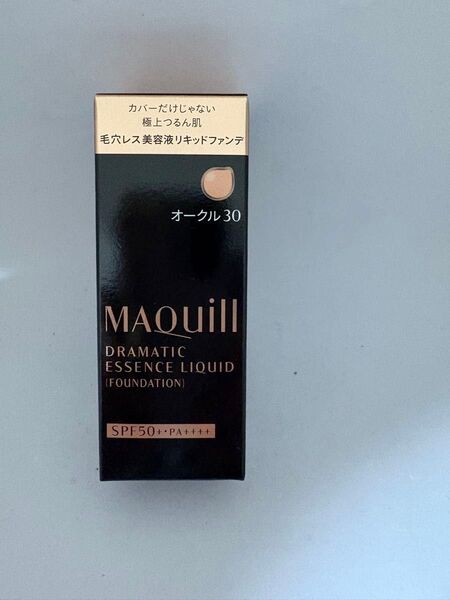 カバーだけじゃない
極上つるん肌
毛穴レス美容液リキッドファンデ
オークル30
MAQuill
DRAMATIC
ESSENCE LIQUID
(FOUNDATION)
SPF50+・PA++++